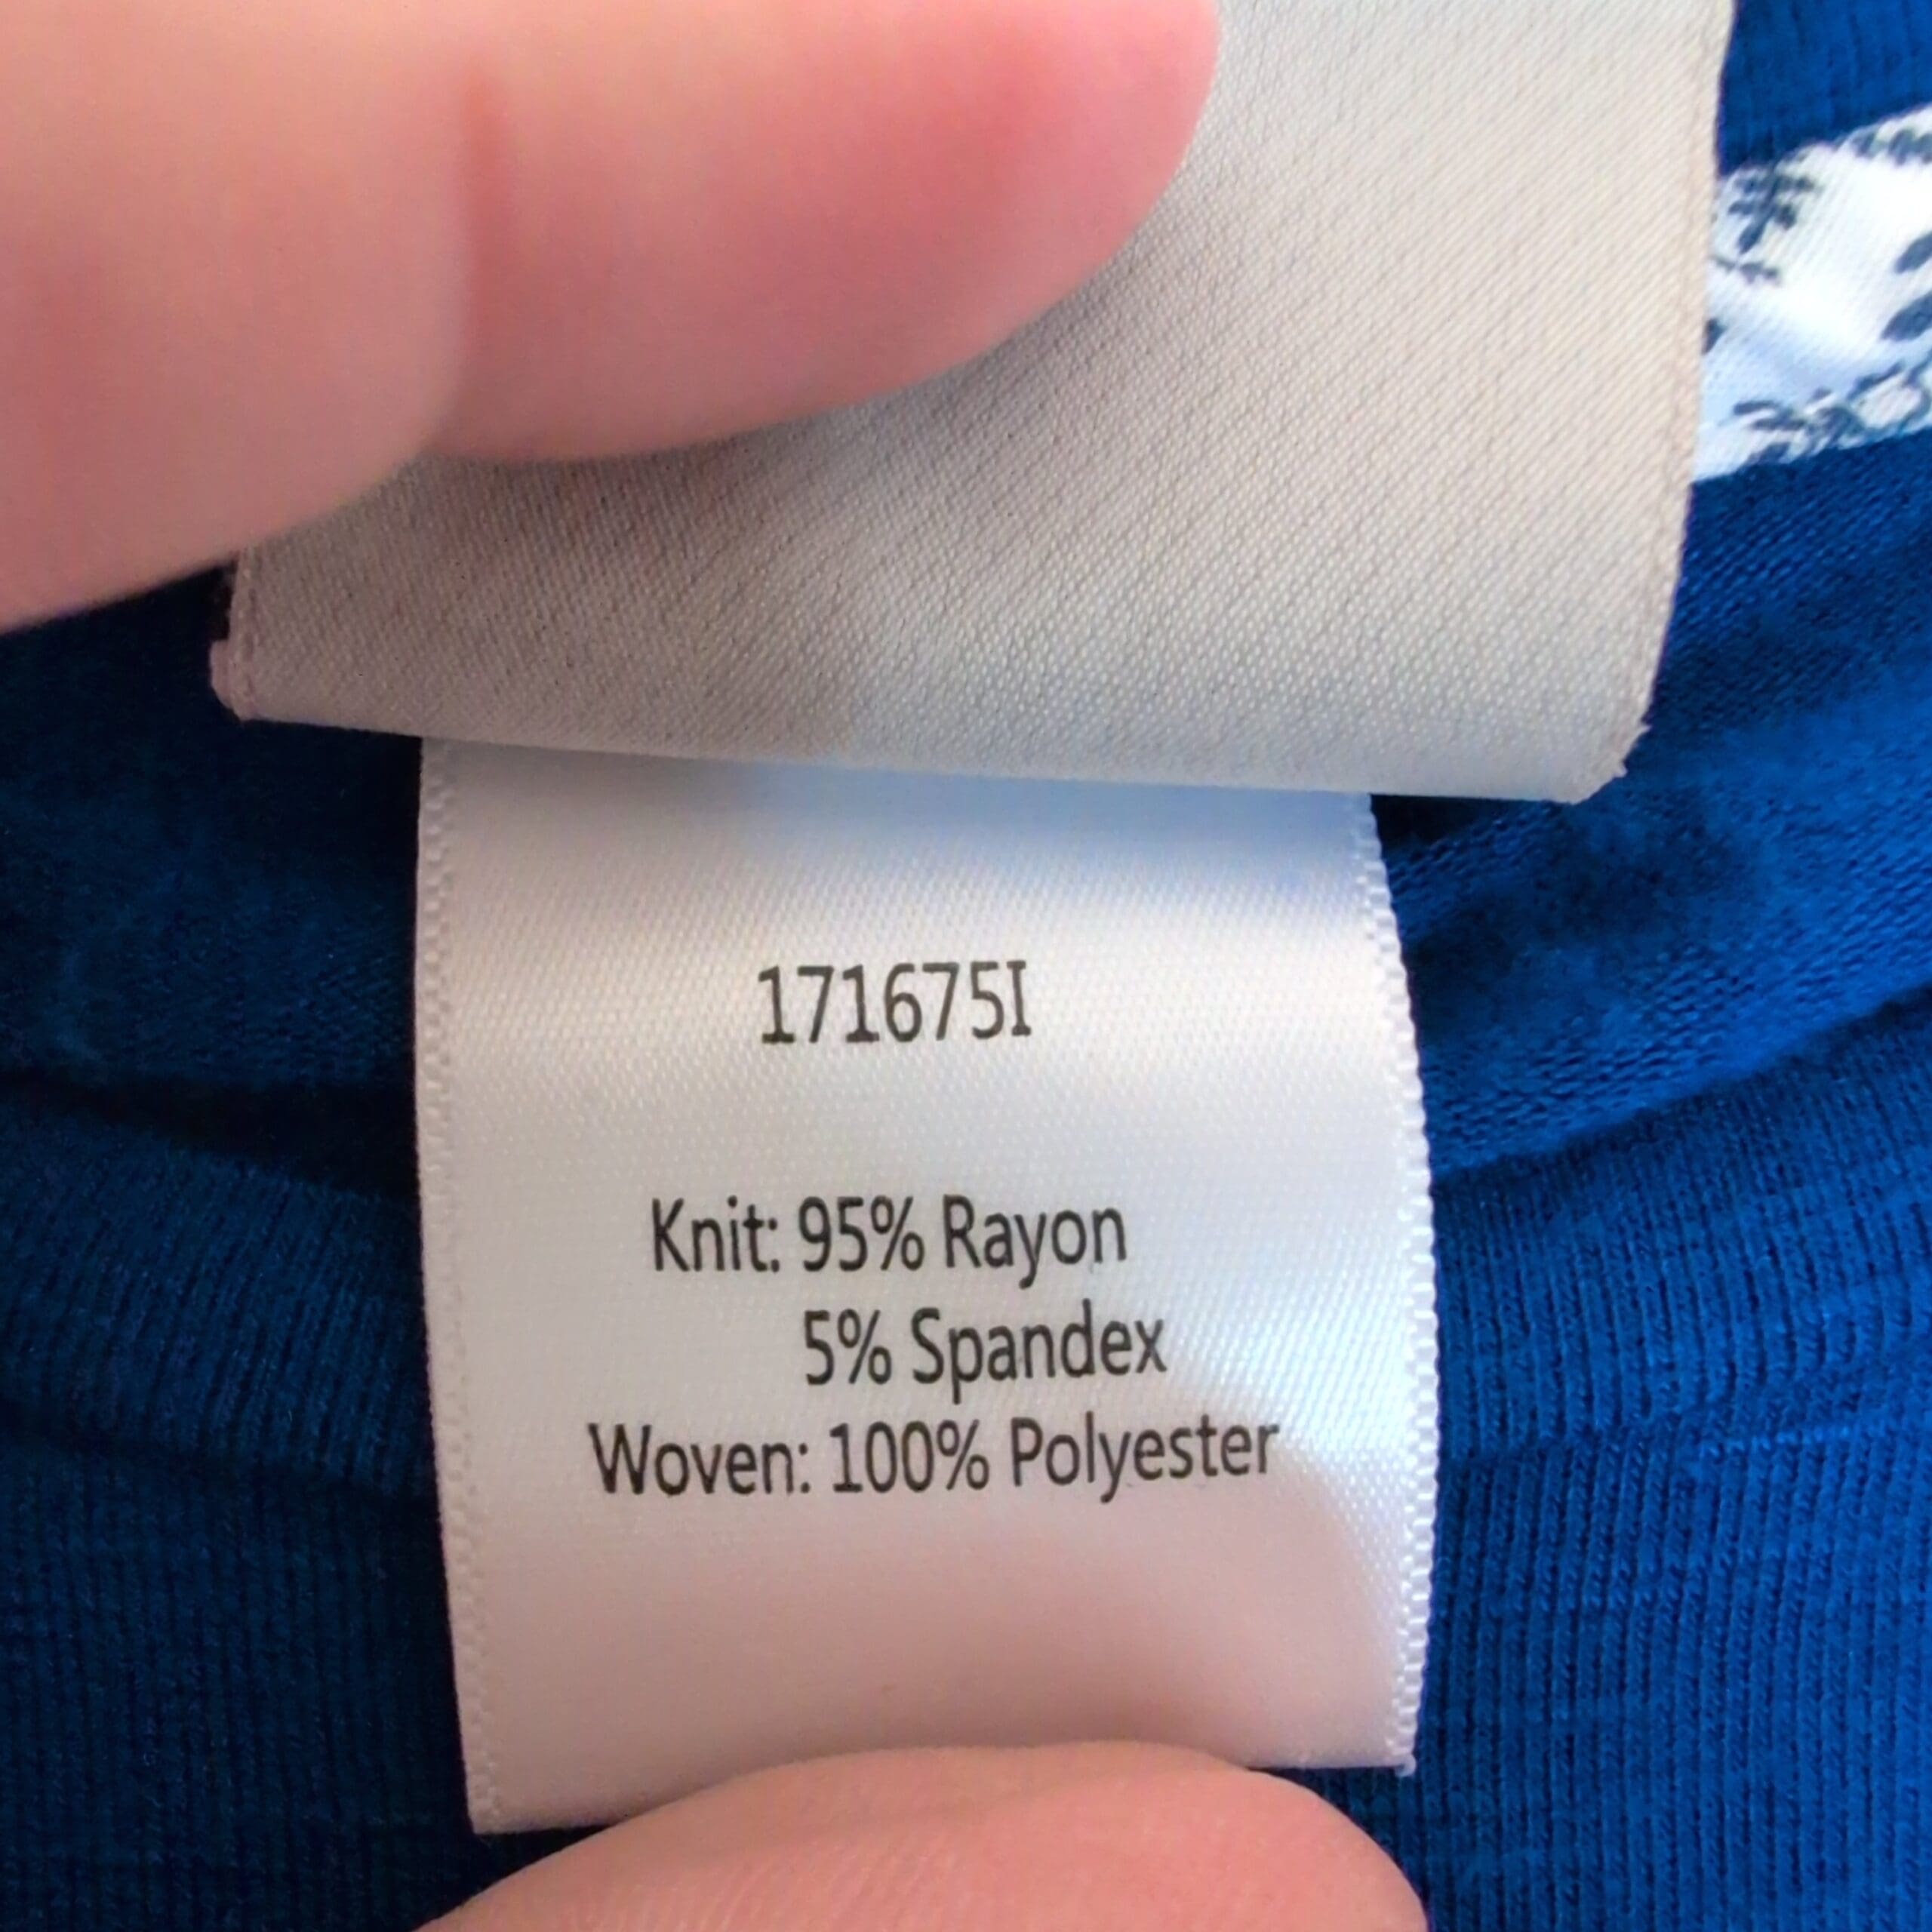 171675I
Knit: 95% Rayon
5% Spandex
Woven: 100% Polyester